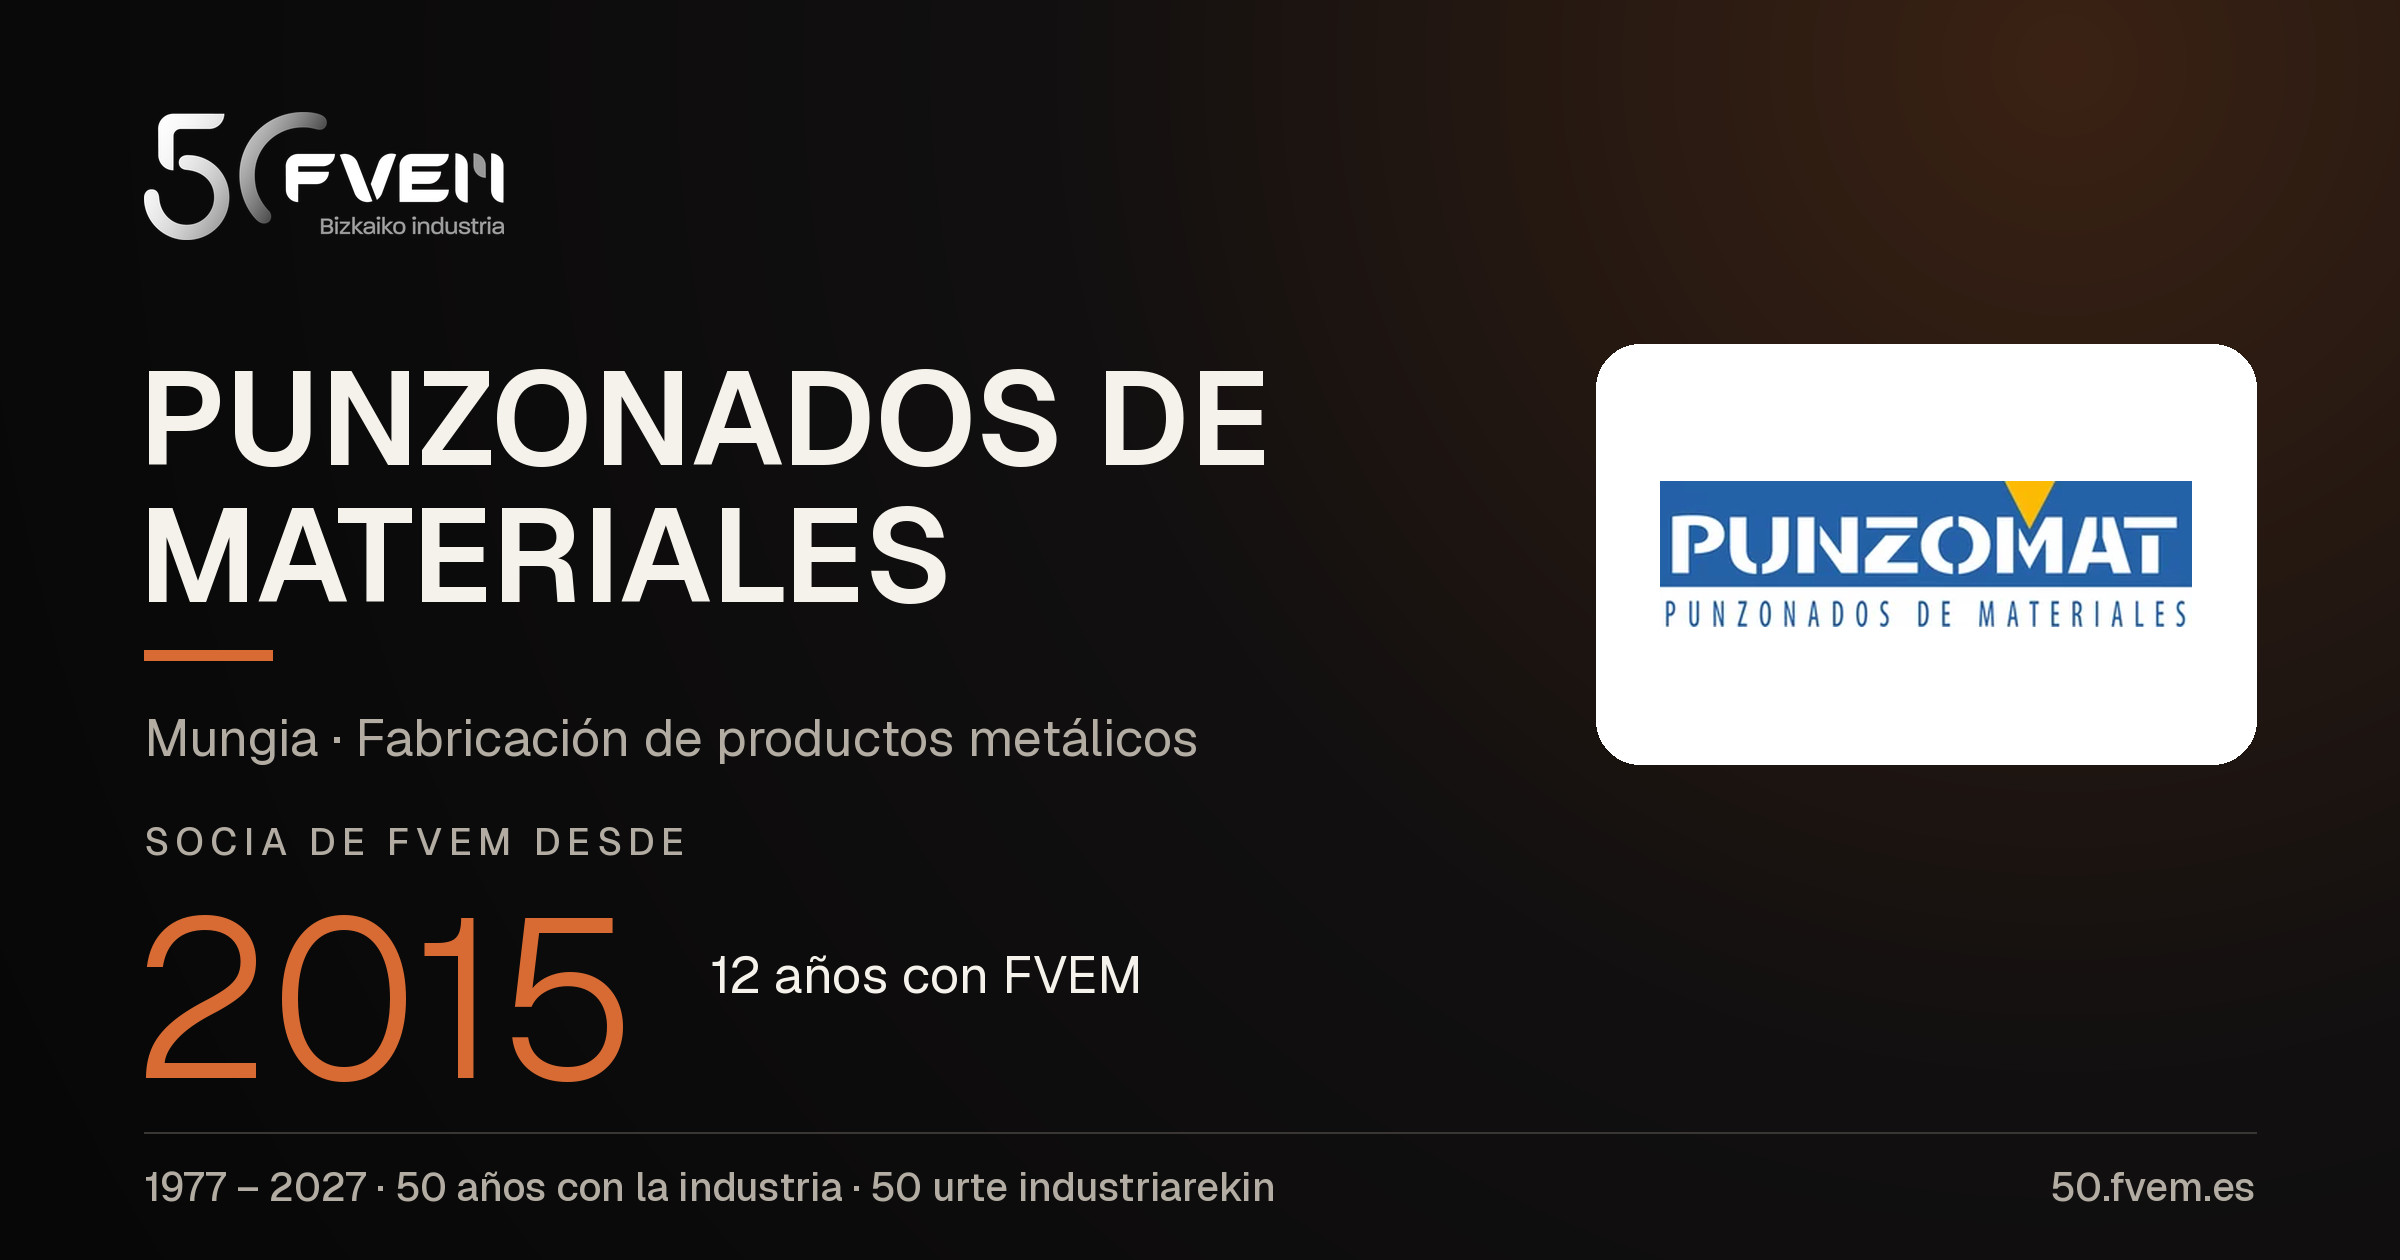 50 FVEM
Bizkaiko industria
PUNZONADOS DE
MATERIALES
PUNZOMAT
PUNZONADOS DE MATERIALES
Mungia · Fabricación de productos metálicos
SOCIA DE FVEM DESDE
2015
12 años con FVEM
1977 – 2027 · 50 años con la industria · 50 urte industriarekin
50.fvem.es